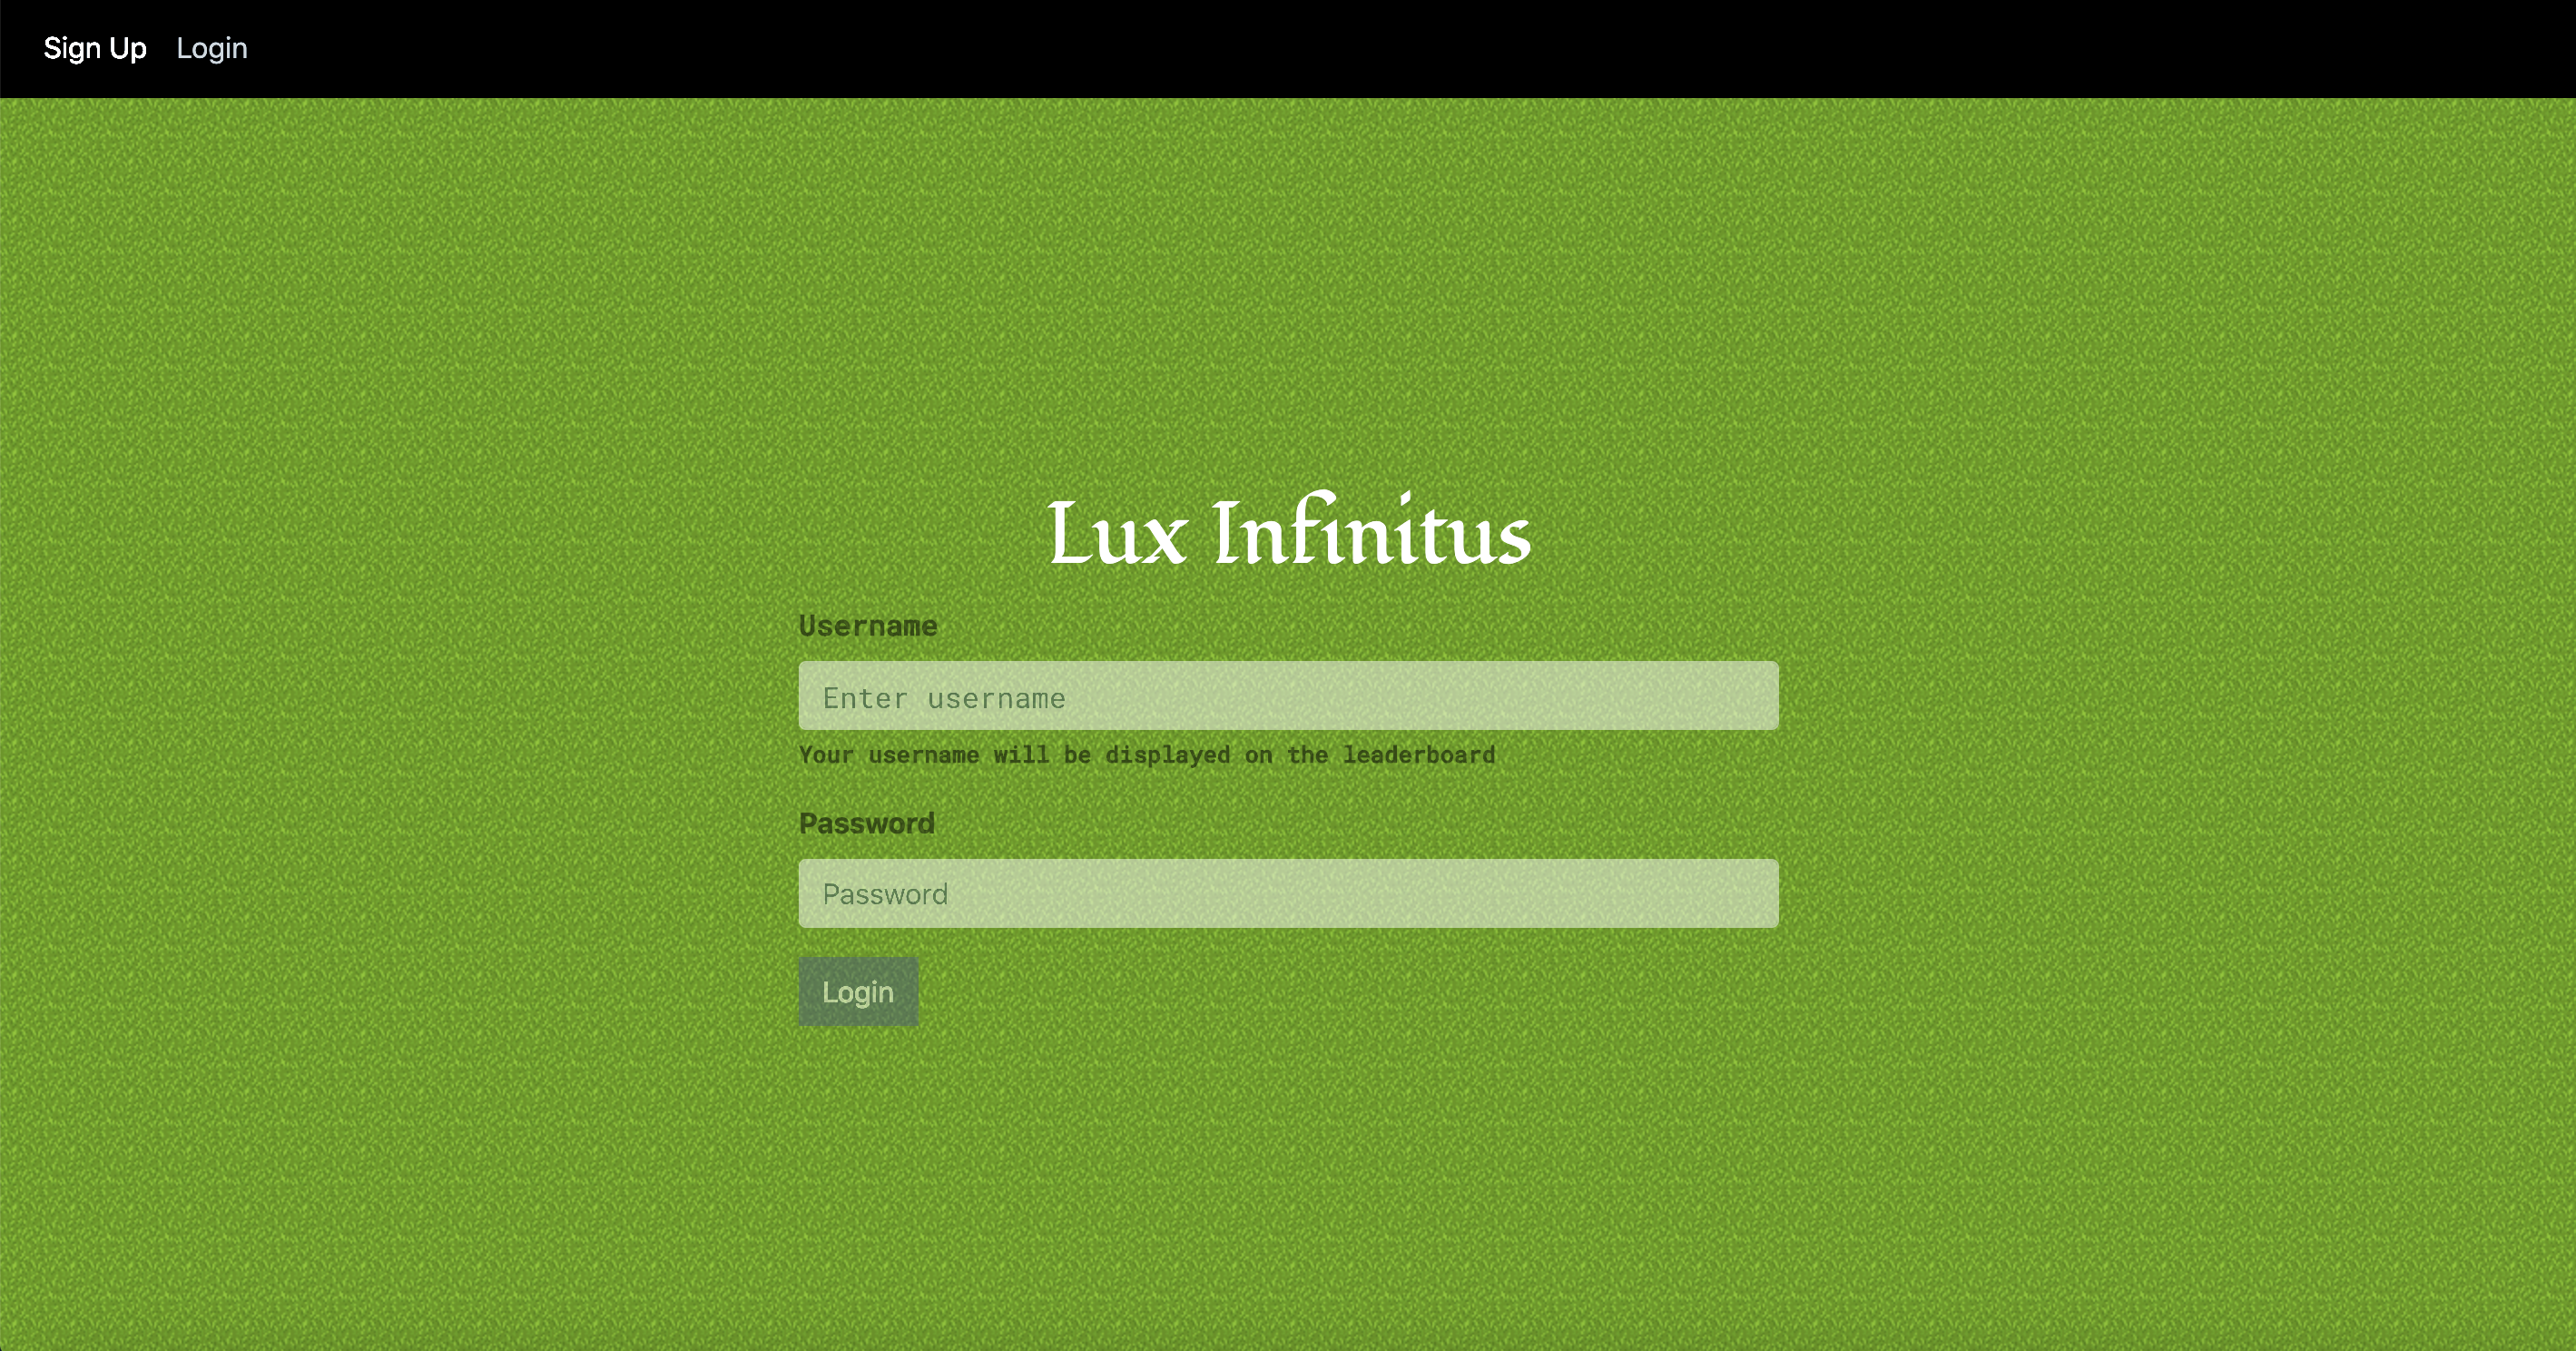 Sign Up Login
Lux Infinitus
Username
Enter username
Your username will be displayed on the leaderboard
Password
Password
Login